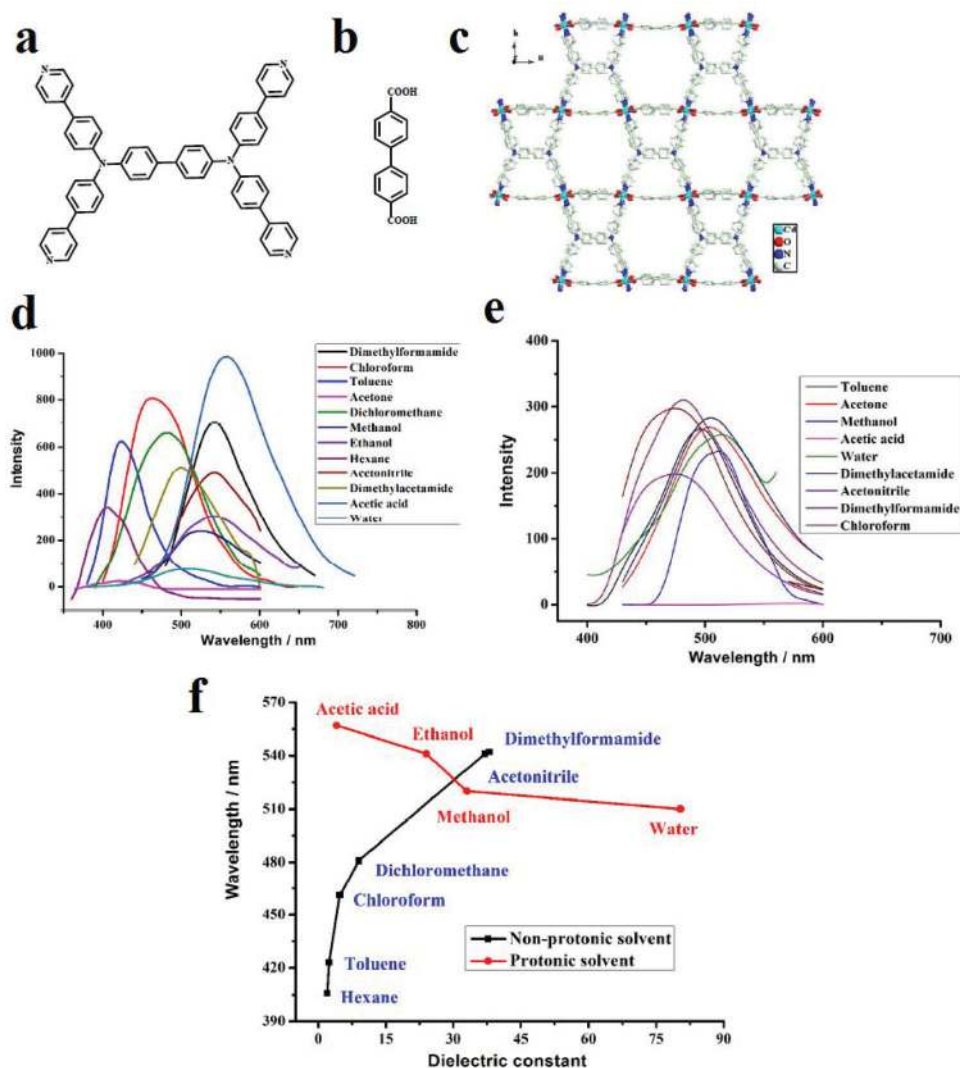 a
N
N
N
N
N
N
b
COOH
COOH
c
b
a
Cd
O
N
C
d
1000
800
600
400
200
0
Intensity
400
500
600
700
800
Wavelength / nm
Dimethylformamide
Chloroform
Toluene
Acetone
Dichloromethane
Methanol
Ethanol
Hexane
Acetonitrile
Dimethylacetamide
Acetic acid
Water
e
400
300
200
100
0
Intensity
400
500
600
700
Wavelength / nm
Toluene
Acetone
Methanol
Acetic acid
Water
Dimethylacetamide
Acetonitrile
Dimethylformamide
Chloroform
f
570
540
510
480
450
420
390
Wavelength / nm
0
15
30
45
60
75
90
Dielectric constant
Acetic acid
Ethanol
Dimethylformamide
Acetonitrile
Methanol
Water
Dichloromethane
Chloroform
Toluene
Hexane
Non-protonic solvent
Protonic solvent